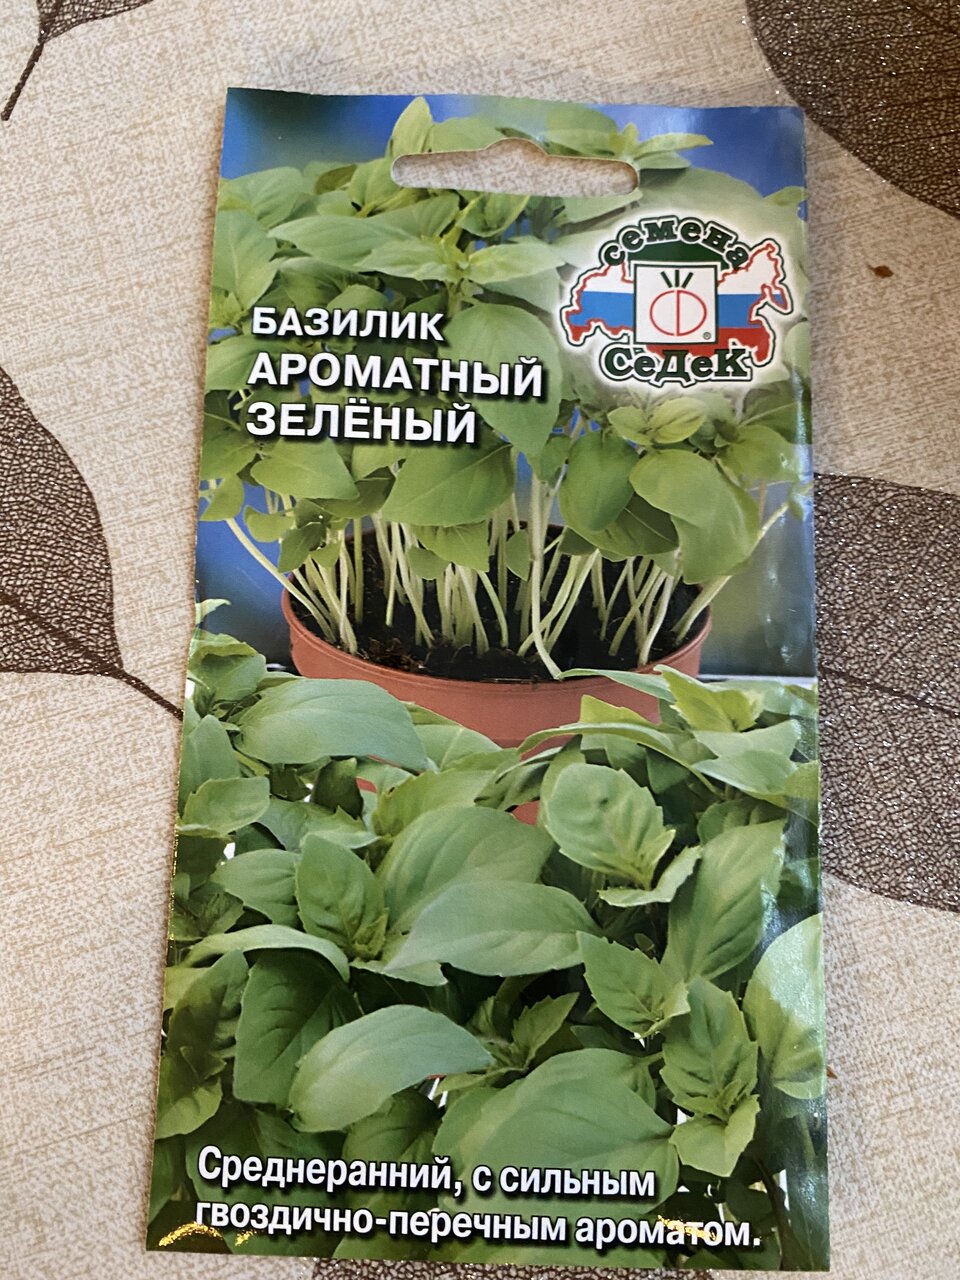 семена
СеДеК
БАЗИЛИК
АРОМАТНЫЙ
ЗЕЛЁНЫЙ
Среднеранний, с сильным
гвоздично-перечным ароматом.